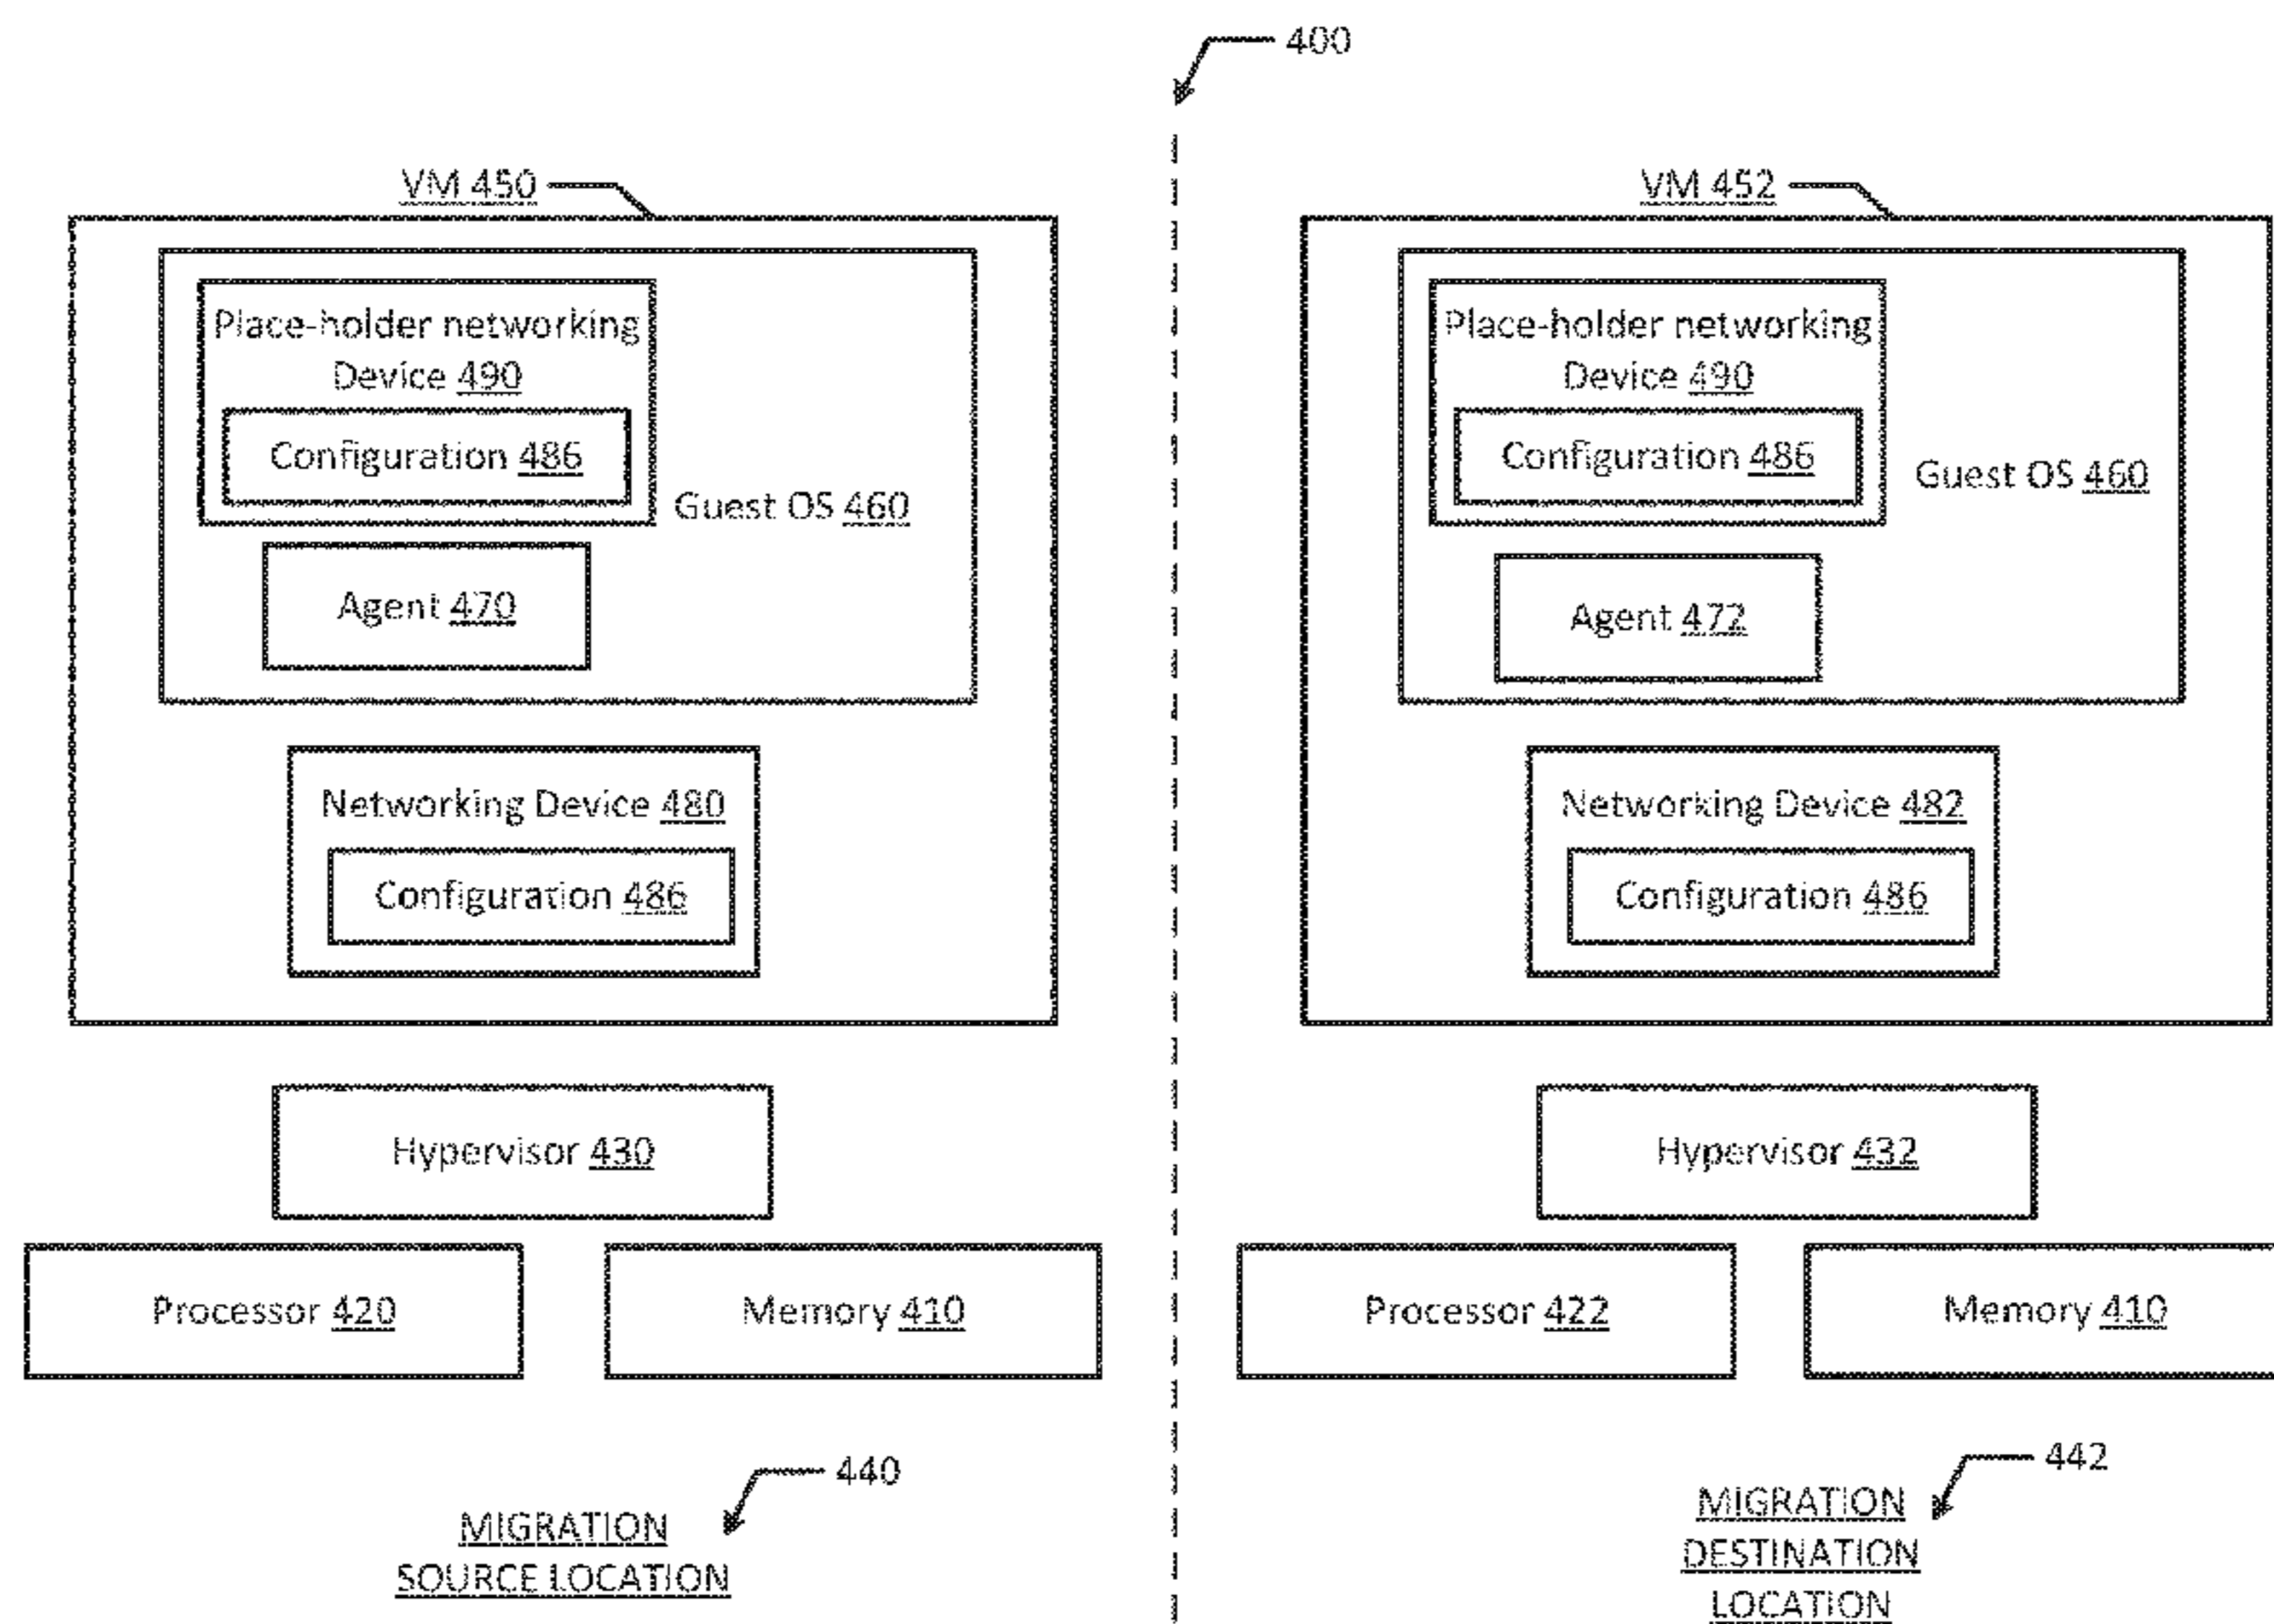 400
VM 450
Place-holder networking
Device 490
Configuration 486
Guest OS 460
Agent 470
Networking Device 480
Configuration 486
Hypervisor 430
Processor 420
Memory 410
440
MIGRATION
SOURCE LOCATION
VM 452
Place-holder networking
Device 490
Configuration 486
Guest OS 460
Agent 472
Networking Device 482
Configuration 486
Hypervisor 432
Processor 422
Memory 410
442
MIGRATION
DESTINATION
LOCATION